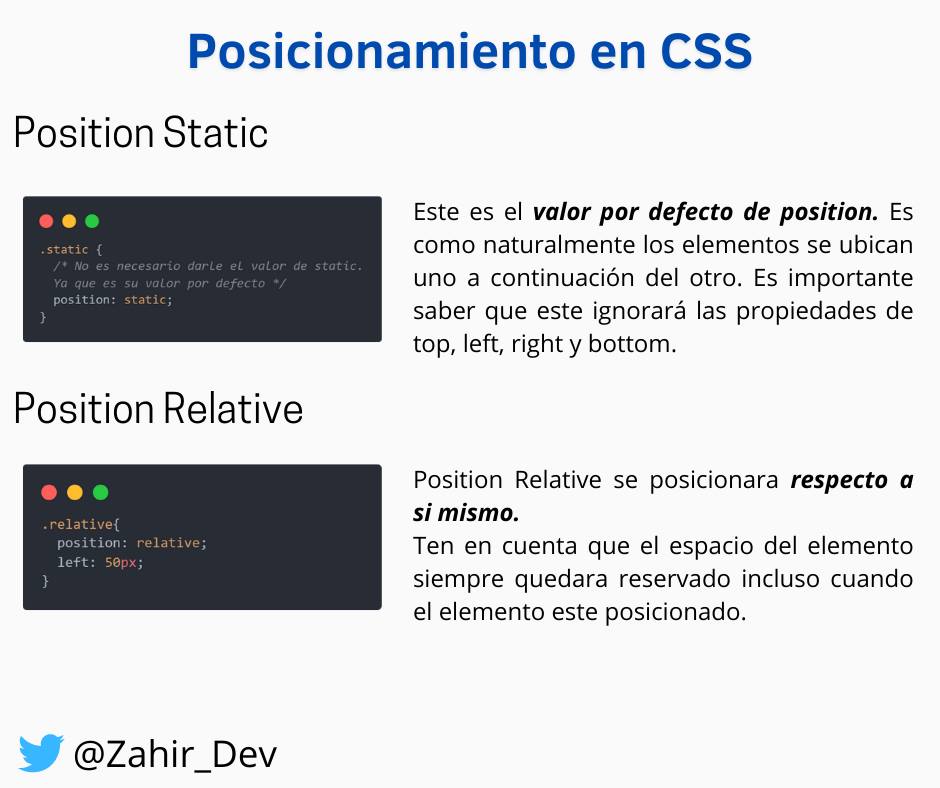 Posicionamiento en CSS
Position Static
.static {
/* No es necesario darle el valor de static.
Ya que es su valor por defecto */
position: static;
}
Este es el valor por defecto de position. Es
como naturalmente los elementos se ubican
uno a continuación del otro. Es importante
saber que este ignorará las propiedades de
top, left, right y bottom.
Position Relative
.relative{
position: relative;
left: 50px;
}
Position Relative se posicionara respecto a
si mismo.
Ten en cuenta que el espacio del elemento
siempre quedara reservado incluso cuando
el elemento este posicionado.
@Zahir_Dev